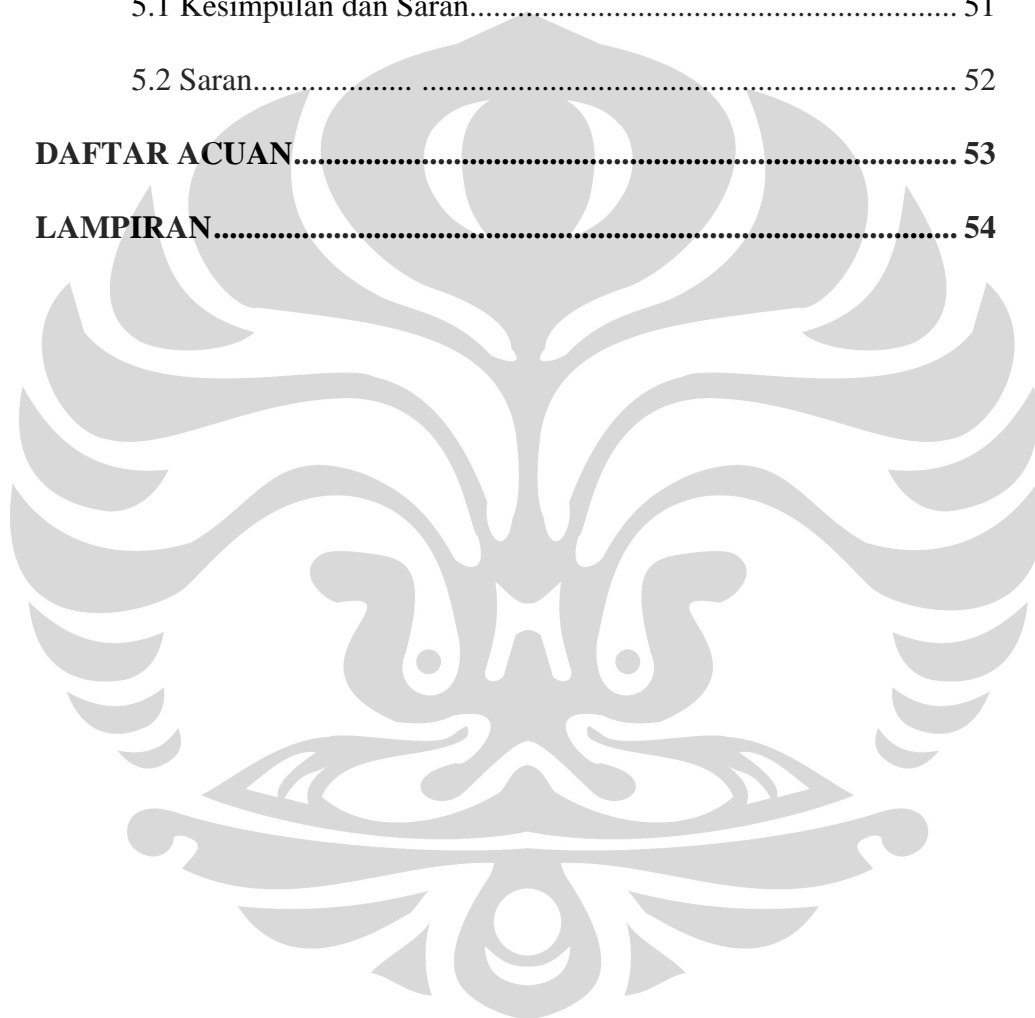 5.1 Kesimpulan dan Saran.................................................................. 51
5.2 Saran.................. ......................................................................... 52
DAFTAR ACUAN................................................................................... 53
LAMPIRAN............................................................................................. 54